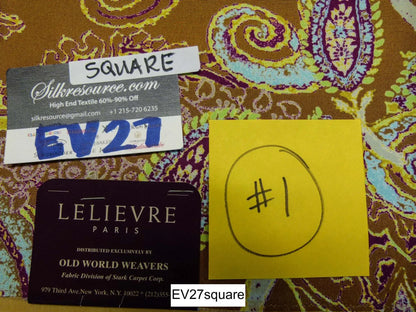 SQUARE
Silkresource.com
High End Textile 60%-90% Off
silkresource@gmail.com +1 215-720 6235
EV27
#1
LELIEVRE
PARIS
DISTRIBUTED EXCLUSIVELY BY
OLD WORLD WEAVERS
Fabric Division of Stark Carpet Corp.
979 Third Ave, New York, N.Y. 10022 * (212)355
EV27square